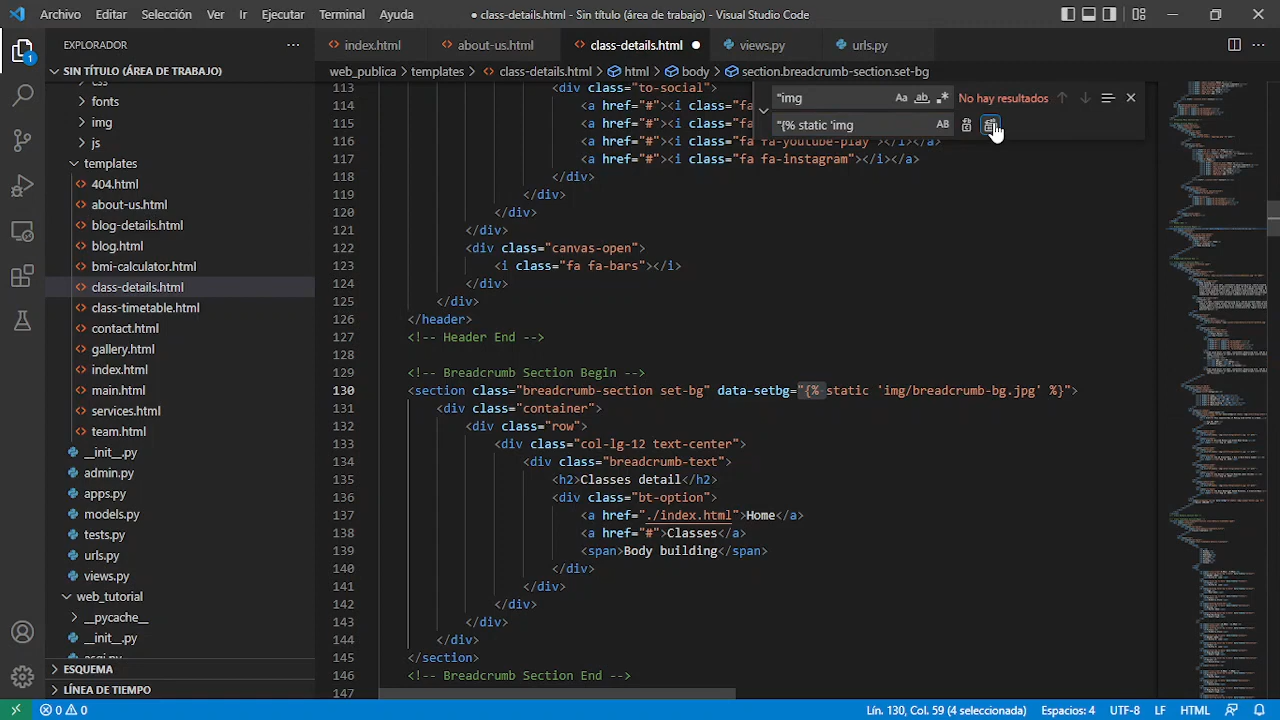 Archivo Editar Selección Ver Ir Ejecutar Terminal Ayuda ● class-details.html - Sin título (área de trabajo) - Visual Studio Code
EXPLORADOR ···
SIN TÍTULO (ÁREA DE TRABAJO)
fonts
img
js
templates
404.html
about-us.html
blog-details.html
blog.html
bmi-calculator.html
class-details.html
class-timetable.html
contact.html
gallery.html
index.html
main.html
services.html
team.html
__init__.py
admin.py
apps.py
models.py
tests.py
urls.py
views.py
web_tutorial
__pycache__
__init__.py
ESQUEMA
LÍNEA DE TIEMPO
1
index.html about-us.html class-details.html views.py urls.py
web_publica > templates > class-details.html > html > body > section.breadcrumb-section.set-bg
"img Aa ab .* No hay resultados
"{% static 'img AB
113 <div class="to-social">
114 <a href="#"><i class="fa
115 <a href="#"><i class="fa
116 <a href="#"><i class="fa fa-youtube-play"></i></a>
117 <a href="#"><i class="fa fa-instagram"></i></a>
118 </div>
119 </div>
120 </div>
121 </div>
122 <div class="canvas-open">
123 <i class="fa fa-bars"></i>
124 </div>
125 </div>
126 </header>
127 <!-- Header End -->
128
129 <!-- Breadcrumb Section Begin -->
130 <section class="breadcrumb-section set-bg" data-setbg="{% static 'img/breadcrumb-bg.jpg' %}">
131 <div class="container">
132 <div class="row">
133 <div class="col-lg-12 text-center">
134 <div class="breadcrumb-text">
135 <h2>Classes detail</h2>
136 <div class="bt-option">
137 <a href="./index.html">Home</a>
138 <a href="#">Classes</a>
139 <span>Body building</span>
140 </div>
141 </div>
142 </div>
143 </div>
144 </div>
145 </section>
146 <!-- Breadcrumb Section End -->
147
0 0 Lín. 130, Col. 59 (4 seleccionada) Espacios: 4 UTF-8 LF HTML